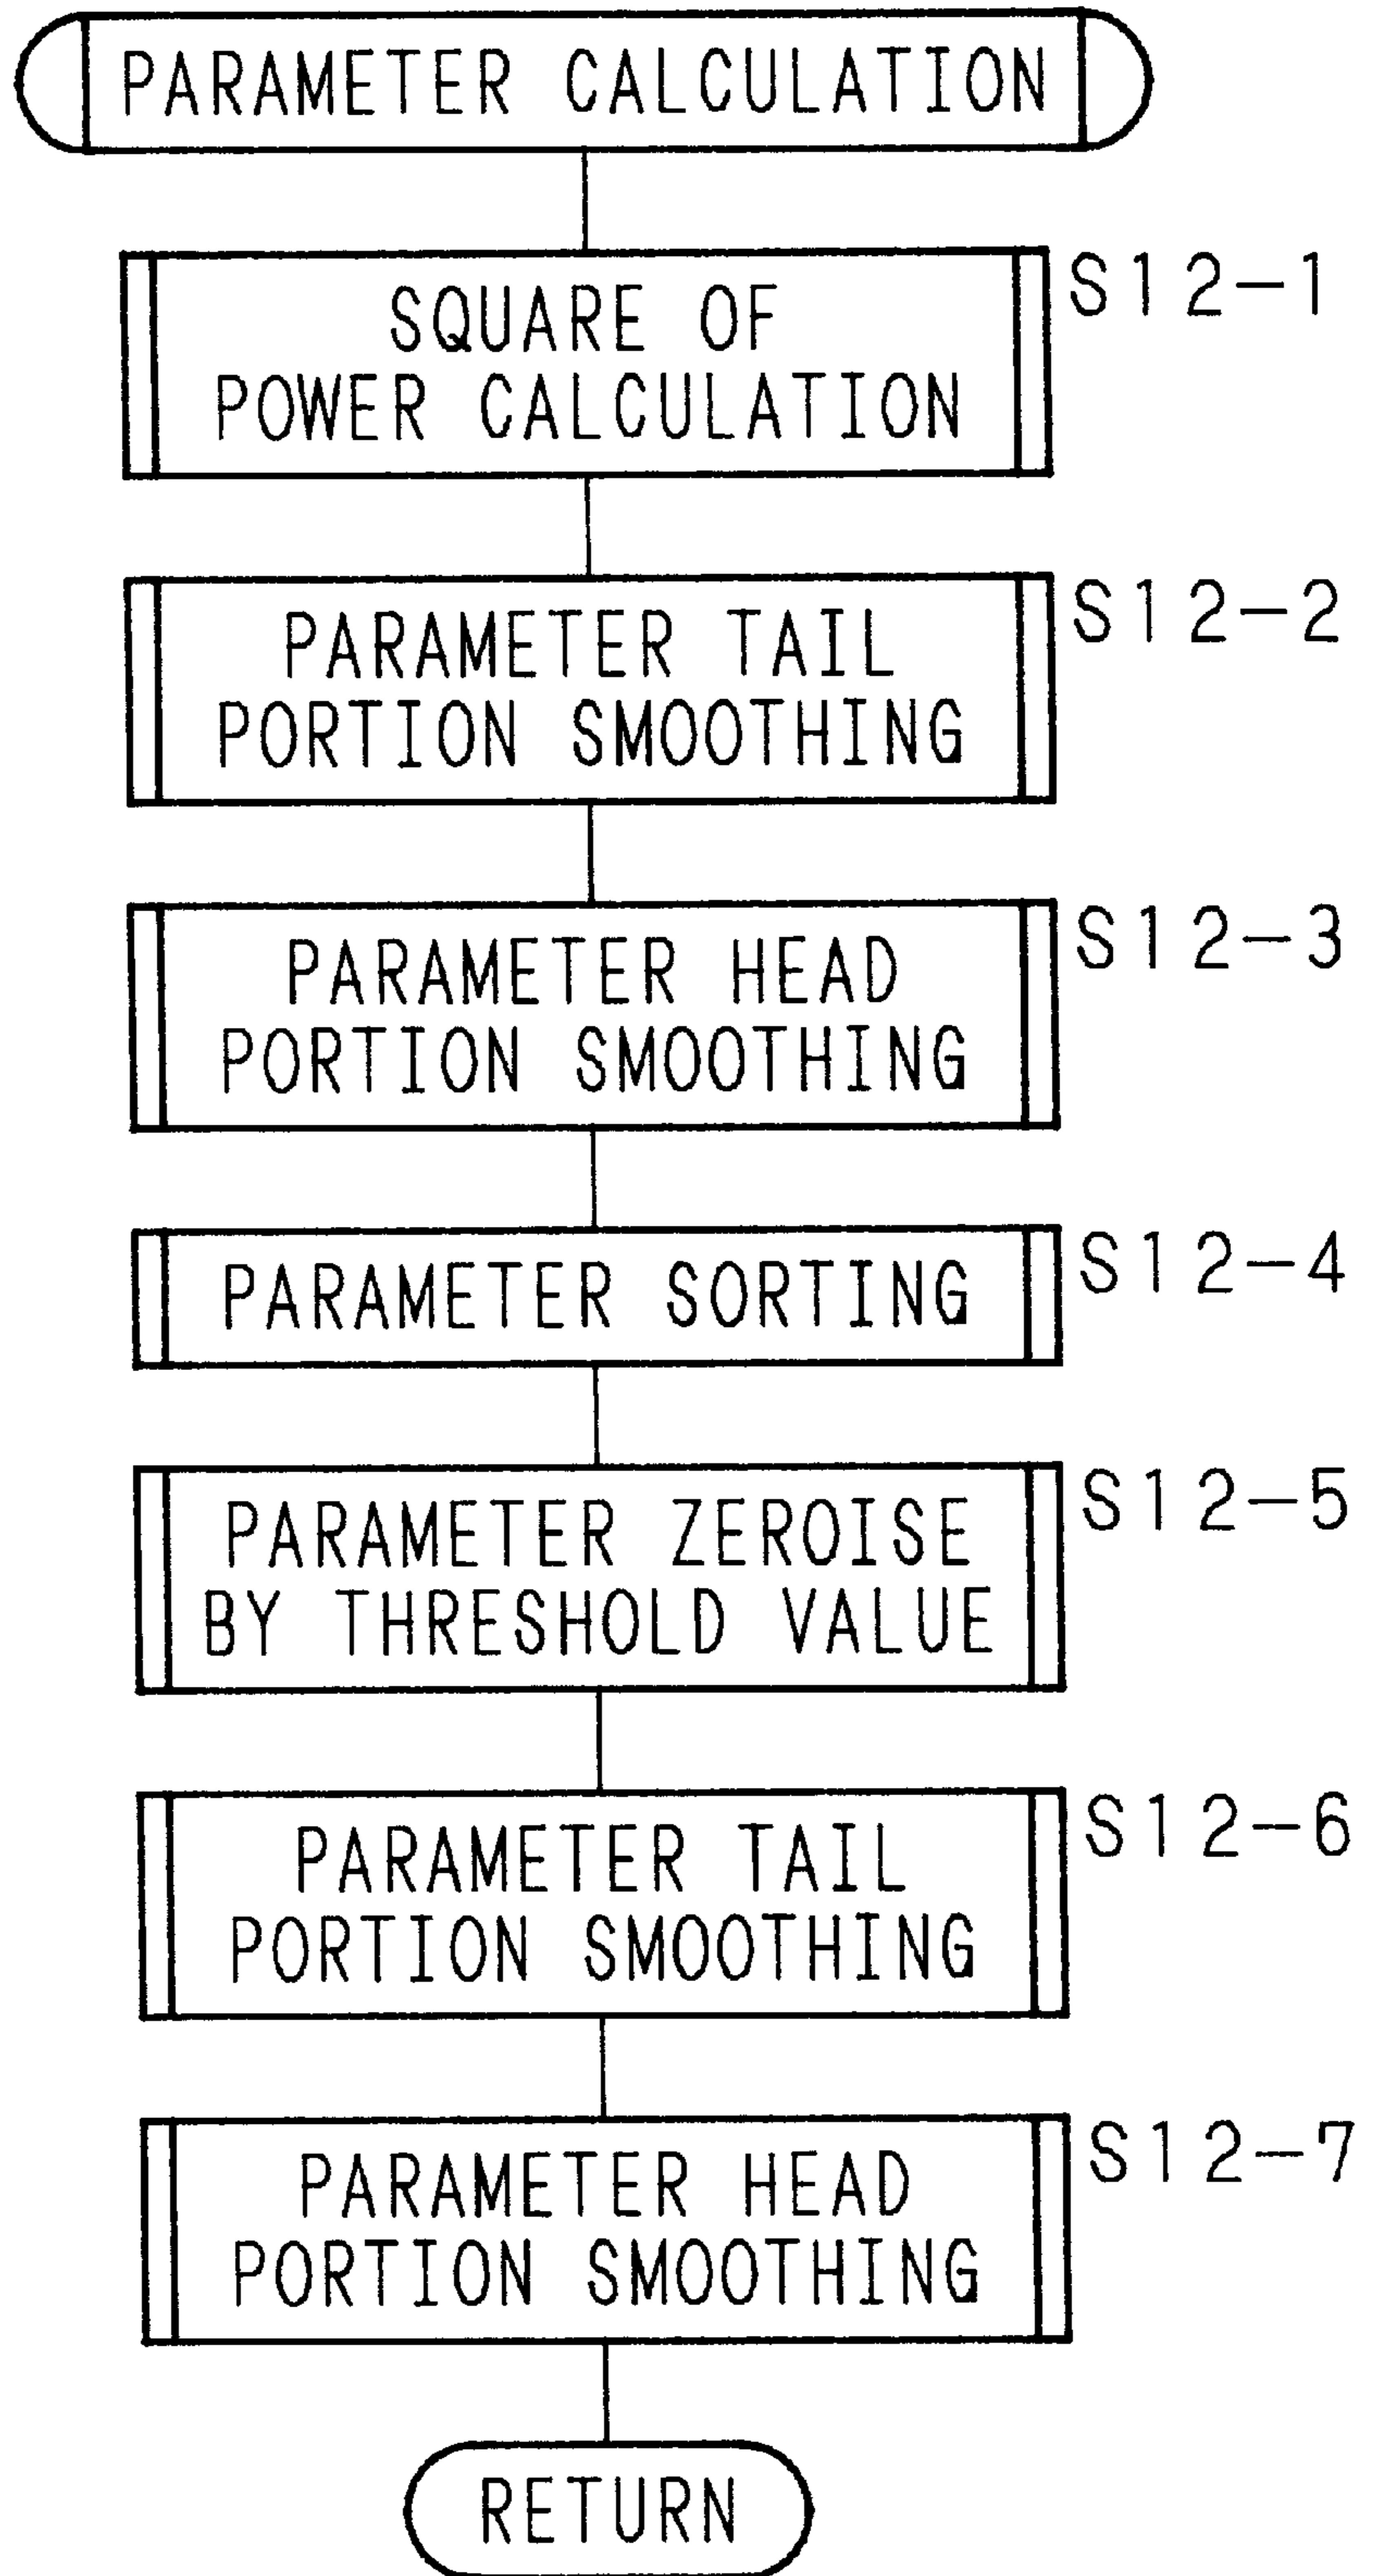 PARAMETER CALCULATION
SQUARE OF
POWER CALCULATION
S12-1
PARAMETER TAIL
PORTION SMOOTHING
S12-2
PARAMETER HEAD
PORTION SMOOTHING
S12-3
PARAMETER SORTING
S12-4
PARAMETER ZEROISE
BY THRESHOLD VALUE
S12-5
PARAMETER TAIL
PORTION SMOOTHING
S12-6
PARAMETER HEAD
PORTION SMOOTHING
S12-7
RETURN